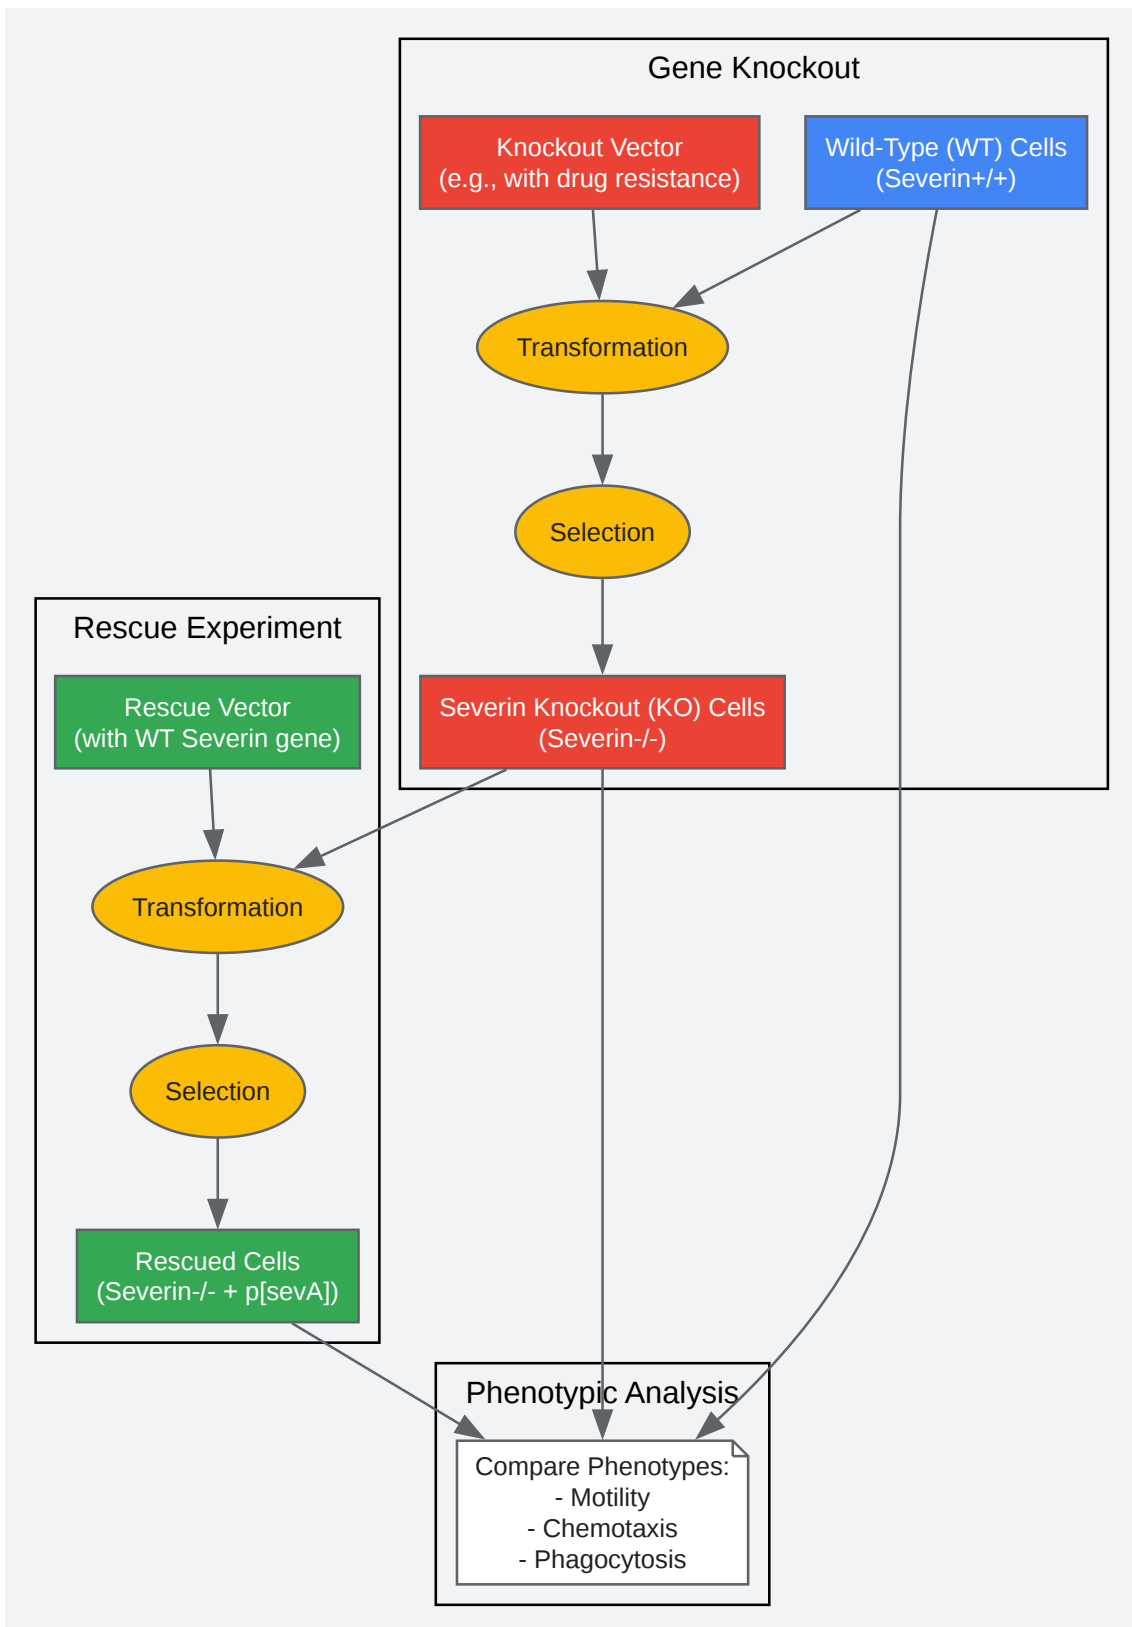 Gene Knockout
Knockout Vector
(e.g., with drug resistance)
Wild-Type (WT) Cells
(Severin+/+)
Transformation
Selection
Severin Knockout (KO) Cells
(Severin-/-)
Rescue Experiment
Rescue Vector
(with WT Severin gene)
Transformation
Selection
Rescued Cells
(Severin-/- + p[sevA])
Phenotypic Analysis
Compare Phenotypes:
- Motility
- Chemotaxis
- Phagocytosis